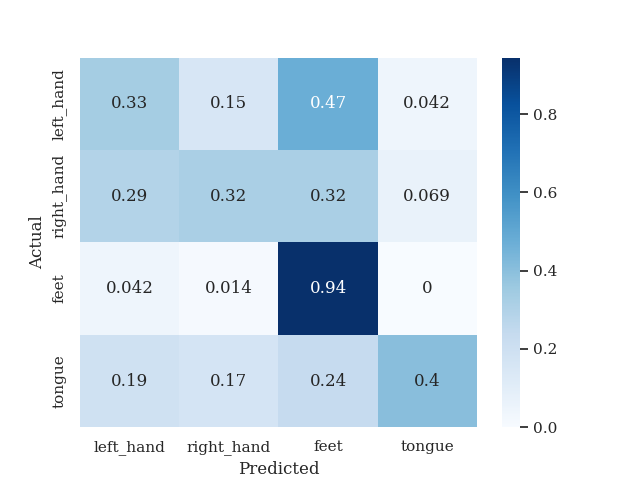 left_hand 0.33 0.15 0.47 0.042
right_hand 0.29 0.32 0.32 0.069
feet 0.042 0.014 0.94 0
tongue 0.19 0.17 0.24 0.4
left_hand right_hand feet tongue
Predicted
Actual
0.8
0.6
0.4
0.2
0.0